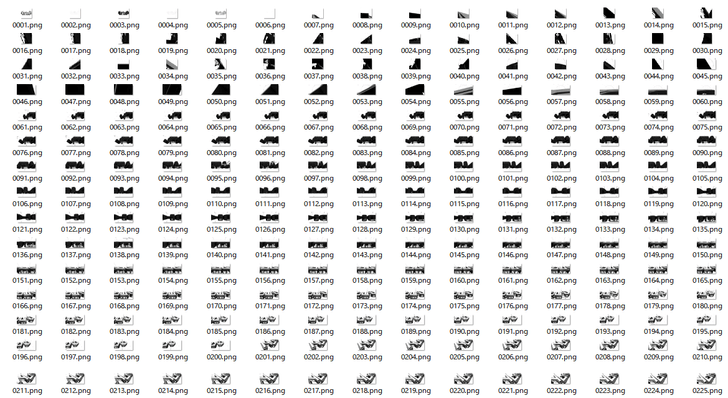 0001.png 0002.png 0003.png 0004.png 0005.png 0006.png 0007.png 0008.png 0009.png 0010.png 0011.png 0012.png 0013.png 0014.png 0015.png
0016.png 0017.png 0018.png 0019.png 0020.png 0021.png 0022.png 0023.png 0024.png 0025.png 0026.png 0027.png 0028.png 0029.png 0030.png
0031.png 0032.png 0033.png 0034.png 0035.png 0036.png 0037.png 0038.png 0039.png 0040.png 0041.png 0042.png 0043.png 0044.png 0045.png
0046.png 0047.png 0048.png 0049.png 0050.png 0051.png 0052.png 0053.png 0054.png 0055.png 0056.png 0057.png 0058.png 0059.png 0060.png
0061.png 0062.png 0063.png 0064.png 0065.png 0066.png 0067.png 0068.png 0069.png 0070.png 0071.png 0072.png 0073.png 0074.png 0075.png
0076.png 0077.png 0078.png 0079.png 0080.png 0081.png 0082.png 0083.png 0084.png 0085.png 0086.png 0087.png 0088.png 0089.png 0090.png
0091.png 0092.png 0093.png 0094.png 0095.png 0096.png 0097.png 0098.png 0099.png 0100.png 0101.png 0102.png 0103.png 0104.png 0105.png
0106.png 0107.png 0108.png 0109.png 0110.png 0111.png 0112.png 0113.png 0114.png 0115.png 0116.png 0117.png 0118.png 0119.png 0120.png
0121.png 0122.png 0123.png 0124.png 0125.png 0126.png 0127.png 0128.png 0129.png 0130.png 0131.png 0132.png 0133.png 0134.png 0135.png
0136.png 0137.png 0138.png 0139.png 0140.png 0141.png 0142.png 0143.png 0144.png 0145.png 0146.png 0147.png 0148.png 0149.png 0150.png
0151.png 0152.png 0153.png 0154.png 0155.png 0156.png 0157.png 0158.png 0159.png 0160.png 0161.png 0162.png 0163.png 0164.png 0165.png
0166.png 0167.png 0168.png 0169.png 0170.png 0171.png 0172.png 0173.png 0174.png 0175.png 0176.png 0177.png 0178.png 0179.png 0180.png
0181.png 0182.png 0183.png 0184.png 0185.png 0186.png 0187.png 0188.png 0189.png 0190.png 0191.png 0192.png 0193.png 0194.png 0195.png
0196.png 0197.png 0198.png 0199.png 0200.png 0201.png 0202.png 0203.png 0204.png 0205.png 0206.png 0207.png 0208.png 0209.png 0210.png
0211.png 0212.png 0213.png 0214.png 0215.png 0216.png 0217.png 0218.png 0219.png 0220.png 0221.png 0222.png 0223.png 0224.png 0225.png